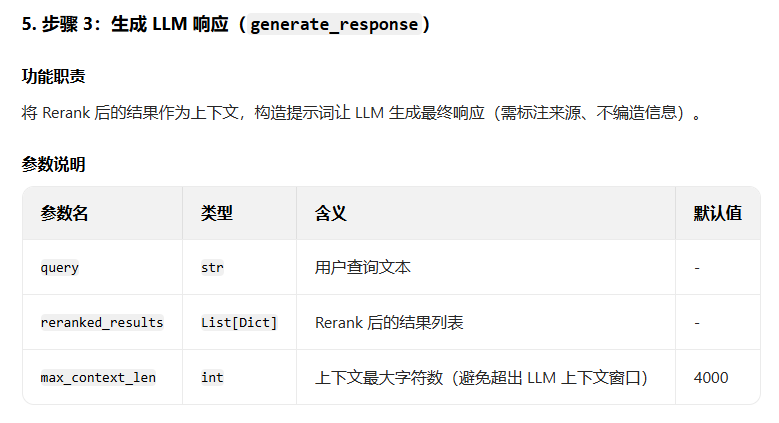 5. 步骤 3：生成 LLM 响应（generate_response）
功能职责
将 Rerank 后的结果作为上下文，构造提示词让 LLM 生成最终响应（需标注来源、不编造信息）。
参数说明
参数名 类型 含义 默认值
query str 用户查询文本 -
reranked_results List[Dict] Rerank 后的结果列表 -
max_context_len int 上下文最大字符数（避免超出 LLM 上下文窗口） 4000